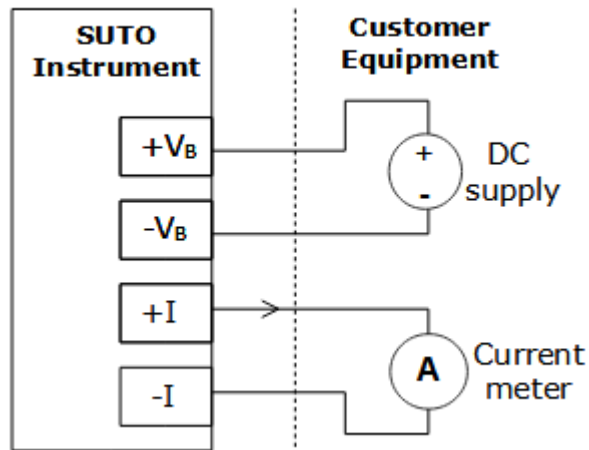 SUTO
Instrument
Customer
Equipment
+VB
-VB
+I
-I
+
-
DC
supply
A
Current
meter